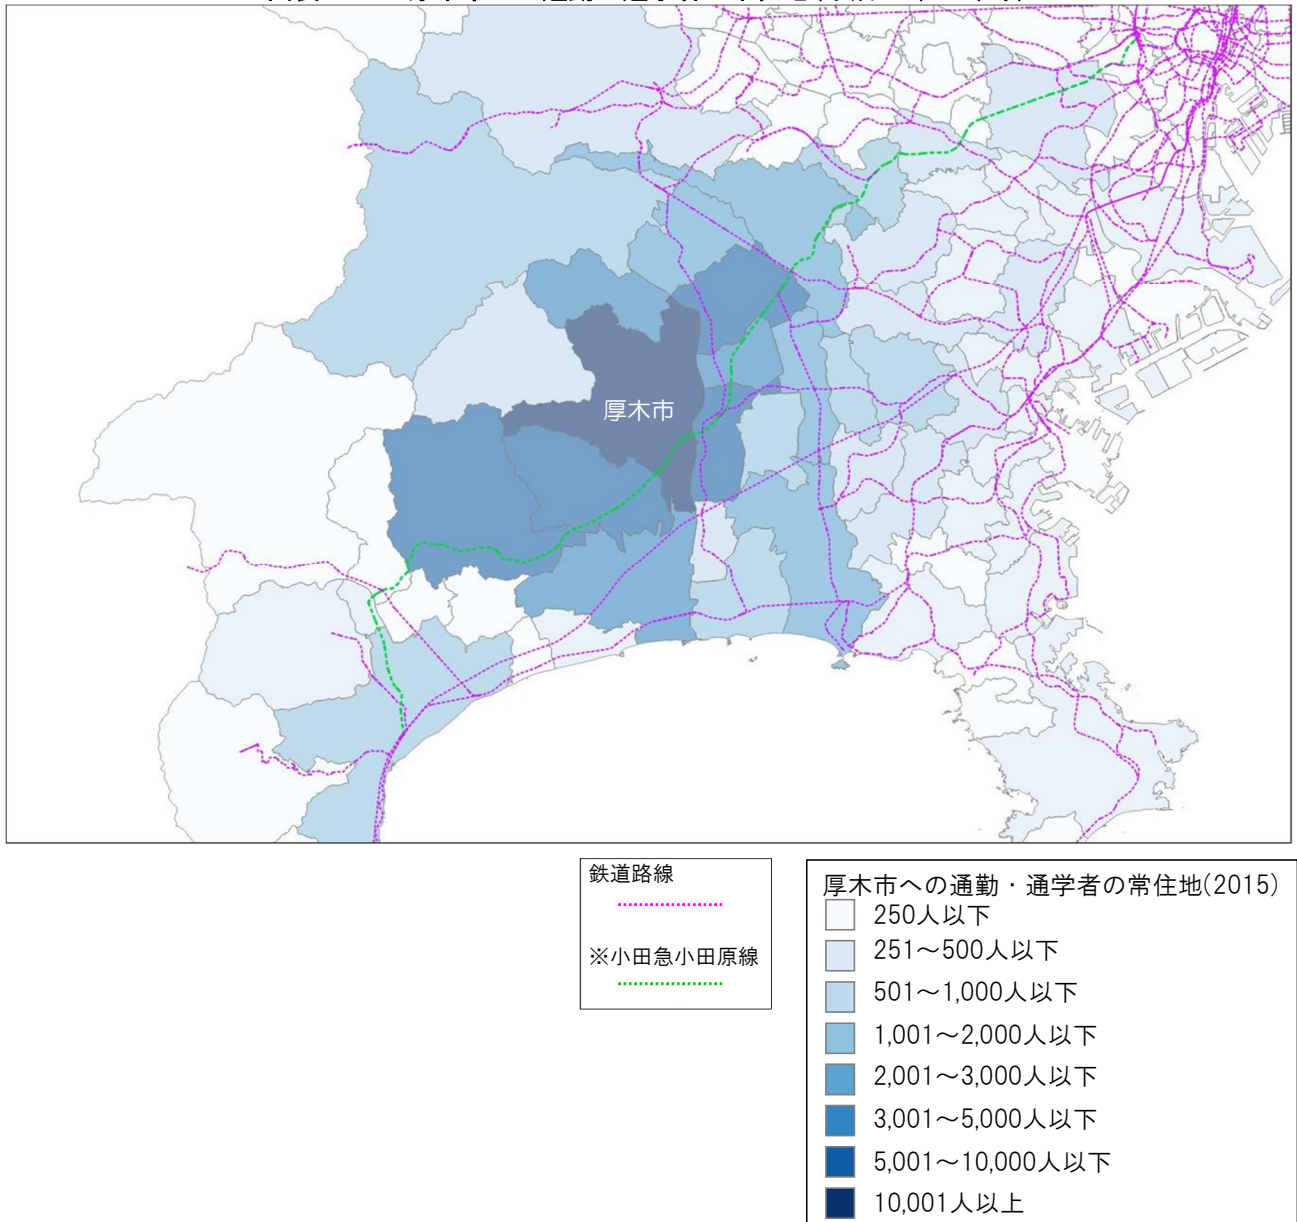 厚木市
鉄道路線
※小田急小田原線
厚木市への通勤・通学者の常住地(2015)
250人以下
251～500人以下
501～1,000人以下
1,001～2,000人以下
2,001～3,000人以下
3,001～5,000人以下
5,001～10,000人以下
10,001人以上